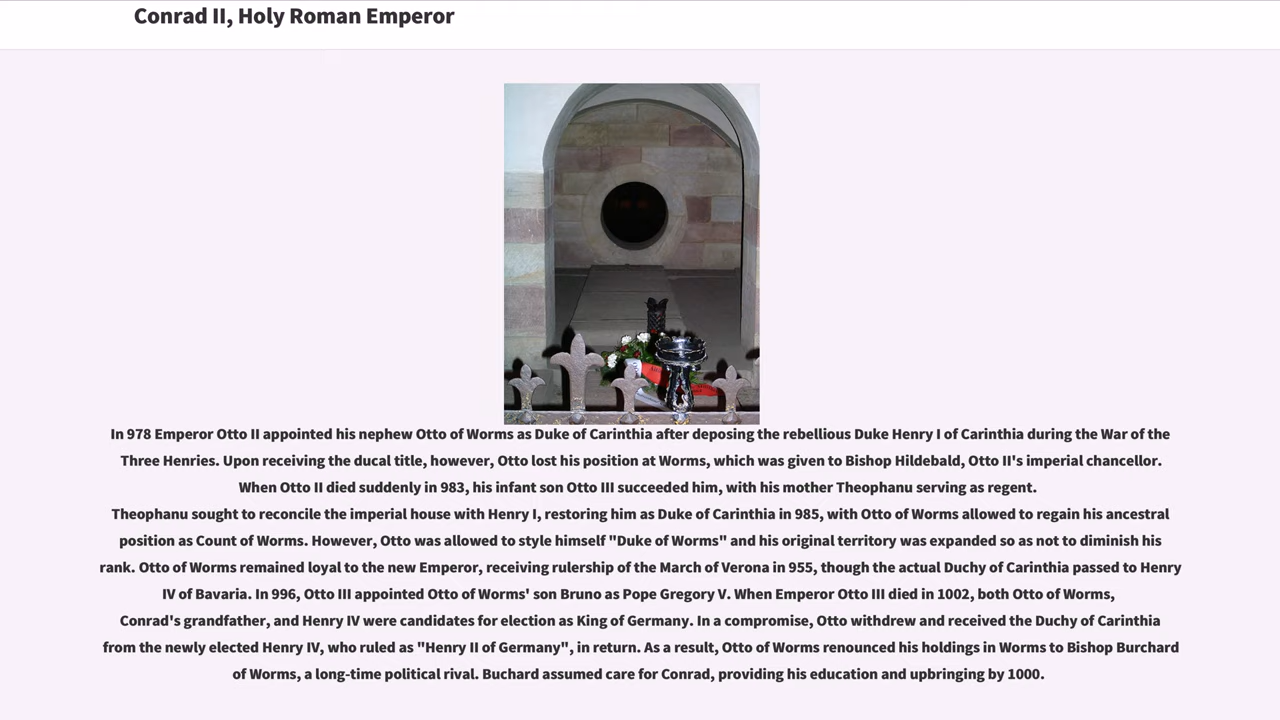 Conrad II, Holy Roman Emperor
In 978 Emperor Otto II appointed his nephew Otto of Worms as Duke of Carinthia after deposing the rebellious Duke Henry I of Carinthia during the War of the
Three Henries. Upon receiving the ducal title, however, Otto lost his position at Worms, which was given to Bishop Hildebald, Otto II's imperial chancellor.
When Otto II died suddenly in 983, his infant son Otto III succeeded him, with his mother Theophanu serving as regent.
Theophanu sought to reconcile the imperial house with Henry I, restoring him as Duke of Carinthia in 985, with Otto of Worms allowed to regain his ancestral
position as Count of Worms. However, Otto was allowed to style himself "Duke of Worms" and his original territory was expanded so as not to diminish his
rank. Otto of Worms remained loyal to the new Emperor, receiving rulership of the March of Verona in 955, though the actual Duchy of Carinthia passed to Henry
IV of Bavaria. In 996, Otto III appointed Otto of Worms' son Bruno as Pope Gregory V. When Emperor Otto III died in 1002, both Otto of Worms,
Conrad's grandfather, and Henry IV were candidates for election as King of Germany. In a compromise, Otto withdrew and received the Duchy of Carinthia
from the newly elected Henry IV, who ruled as "Henry II of Germany", in return. As a result, Otto of Worms renounced his holdings in Worms to Bishop Burchard
of Worms, a long-time political rival. Buchard assumed care for Conrad, providing his education and upbringing by 1000.